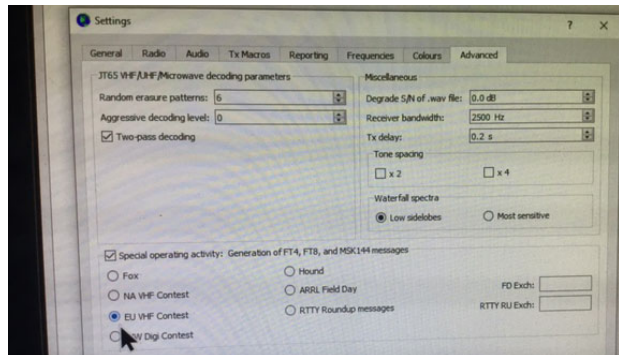 Settings
? X
General Radio Audio Tx Macros Reporting Frequencies Colours Advanced
JT65 VHF/UHF/Microwave decoding parameters
Random erasure patterns: 6
Aggressive decoding level: 0
Two-pass decoding
Miscellaneous
Degrade S/N of .wav file: 0.0 dB
Receiver bandwidth: 2500 Hz
Tx delay: 0.2 s
Tone spacing
x 2 x 4
Waterfall spectra
Low sidelobes Most sensitive
Special operating activity: Generation of FT4, FT8, and MSK144 messages
Fox Hound
NA VHF Contest ARRL Field Day FD Exch:
EU VHF Contest RTTY Roundup messages RTTY RU Exch:
Digi Contest